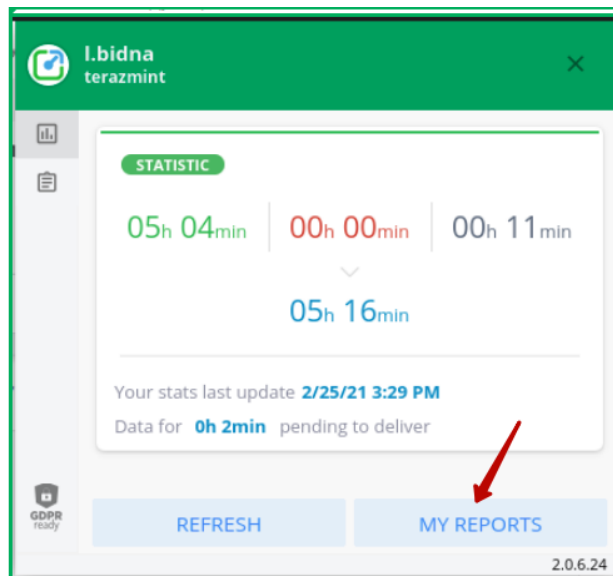 l.bidna
terazmint
STATISTIC
05h 04min 00h 00min 00h 11min
05h 16min
Your stats last update 2/25/21 3:29 PM
Data for 0h 2min pending to deliver
GDPR
ready
REFRESH MY REPORTS
2.0.6.24